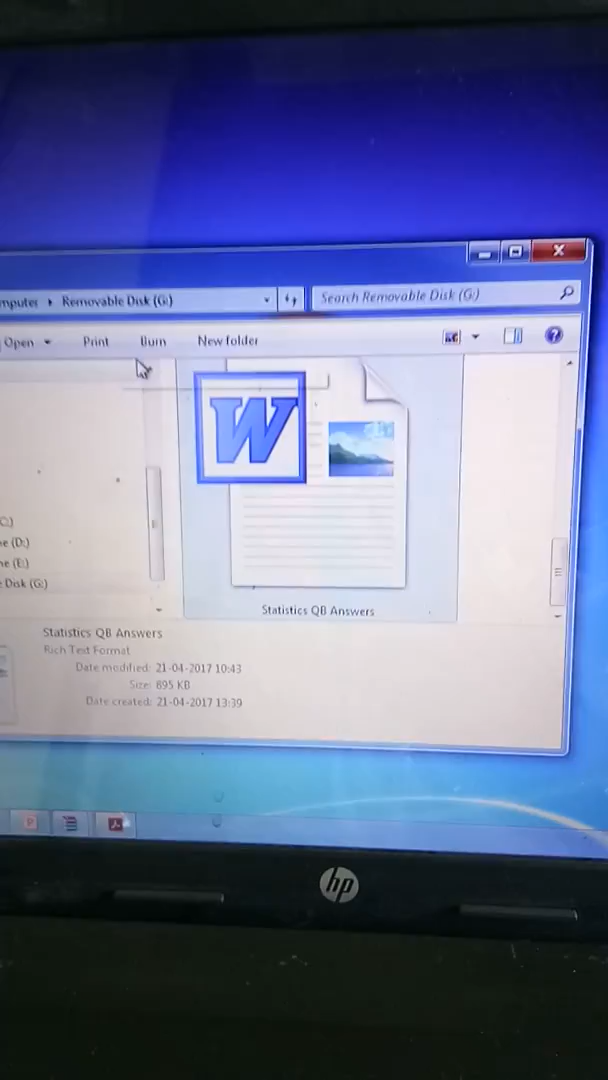 mputer ▸ Removable Disk (G:)
Search Removable Disk (G:)
Open Print Burn New folder
W
C:)
e (D:)
e (E:)
Disk (G:)
Statistics QB Answers
Statistics QB Answers
Rich Text Format
Date modified: 21-04-2017 10:43
Size: 895 KB
Date created: 21-04-2017 13:39
hp